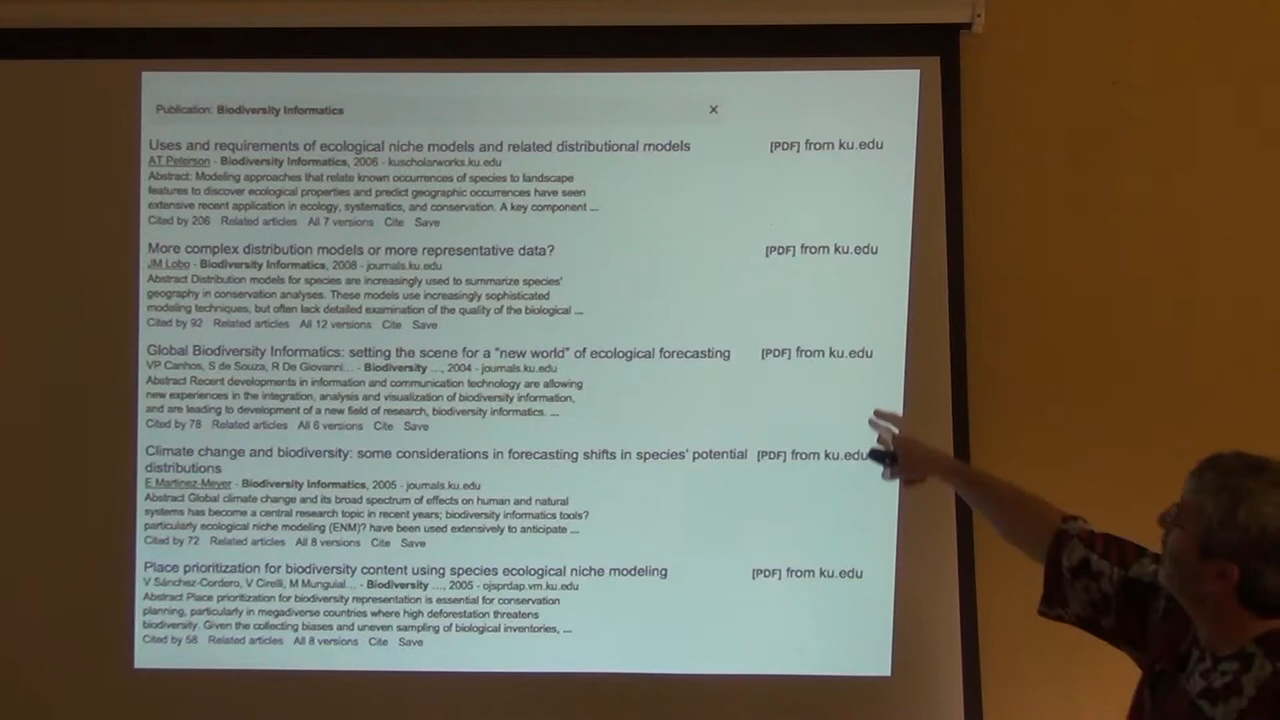 Publication: Biodiversity Informatics ×
Uses and requirements of ecological niche models and related distributional models [PDF] from ku.edu
AT Peterson - Biodiversity Informatics, 2006 - kuscholarworks.ku.edu
Abstract: Modeling approaches that relate known occurrences of species to landscape
features to discover ecological properties and predict geographic occurrences have seen
extensive recent application in ecology, systematics, and conservation. A key component ...
Cited by 206 Related articles All 7 versions Cite Save
More complex distribution models or more representative data? [PDF] from ku.edu
JM Lobo - Biodiversity Informatics, 2008 - journals.ku.edu
Abstract Distribution models for species are increasingly used to summarize species'
geography in conservation analyses. These models use increasingly sophisticated
modeling techniques, but often lack detailed examination of the quality of the biological ...
Cited by 92 Related articles All 12 versions Cite Save
Global Biodiversity Informatics: setting the scene for a "new world" of ecological forecasting [PDF] from ku.edu
VP Canhos, S de Souza, R De Giovanni... - Biodiversity ..., 2004 - journals.ku.edu
Abstract Recent developments in information and communication technology are allowing
new experiences in the integration, analysis and visualization of biodiversity information,
and are leading to development of a new field of research, biodiversity informatics. ...
Cited by 78 Related articles All 6 versions Cite Save
Climate change and biodiversity: some considerations in forecasting shifts in species' potential [PDF] from ku.edu
distributions
E Martinez-Meyer - Biodiversity Informatics, 2005 - journals.ku.edu
Abstract Global climate change and its broad spectrum of effects on human and natural
systems has become a central research topic in recent years; biodiversity informatics tools?
particularly ecological niche modeling (ENM)? have been used extensively to anticipate ...
Cited by 72 Related articles All 8 versions Cite Save
Place prioritization for biodiversity content using species ecological niche modeling [PDF] from ku.edu
V Sánchez-Cordero, V Cirelli, M Munguial... - Biodiversity ..., 2005 - ojsprdap.vm.ku.edu
Abstract Place prioritization for biodiversity representation is essential for conservation
planning, particularly in megadiverse countries where high deforestation threatens
biodiversity. Given the collecting biases and uneven sampling of biological inventories, ...
Cited by 58 Related articles All 8 versions Cite Save